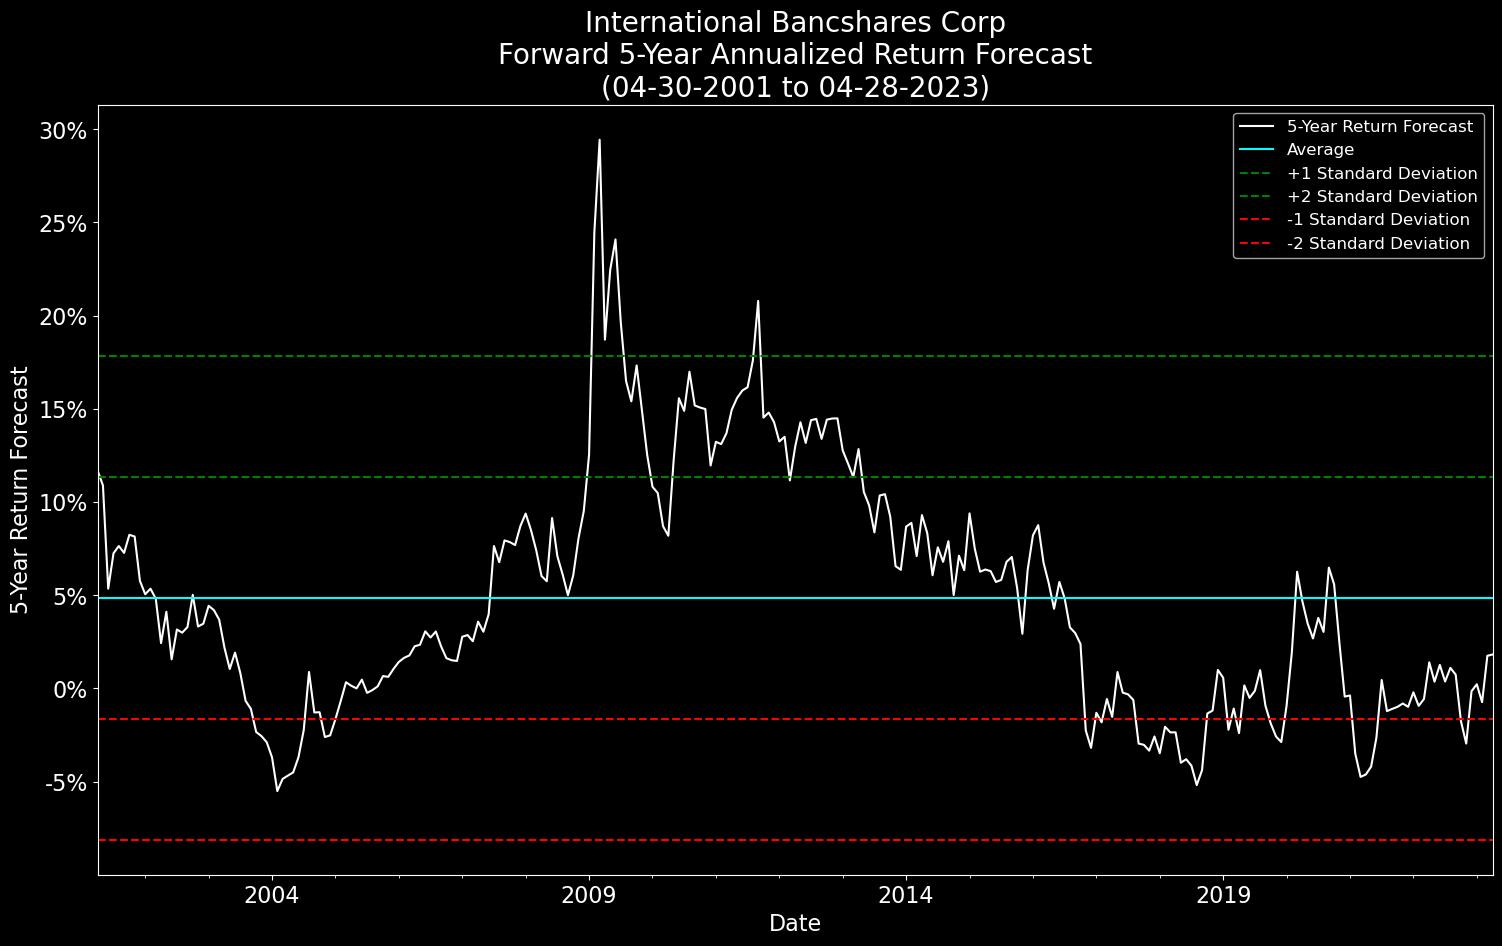 International Bancshares Corp
Forward 5-Year Annualized Return Forecast
(04-30-2001 to 04-28-2023)
5-Year Return Forecast
Average
+1 Standard Deviation
+2 Standard Deviation
-1 Standard Deviation
-2 Standard Deviation
30%
25%
20%
15%
10%
5%
0%
-5%
5-Year Return Forecast
2004
2009
2014
2019
Date